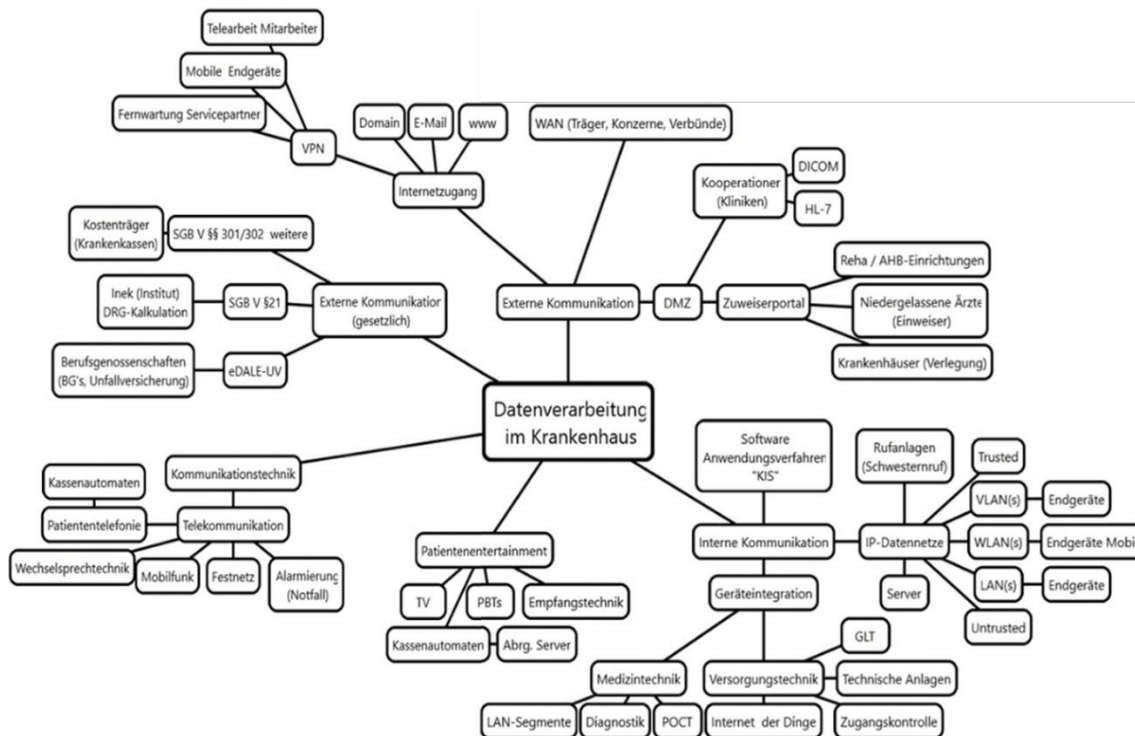 Telearbeit Mitarbeiter
Mobile Endgeräte
Fernwartung Servicepartner
VPN
Domain
E-Mail
www
Internetzugang
WAN (Träger, Konzerne, Verbünde)
Kooperationer
(Kliniken)
DICOM
HL-7
Kostenträger
(Krankenkassen)
SGB V §§ 301/302 weitere
Inek (Institut)
DRG-Kalkulation
SGB V §21
Externe Kommunikatior
(gesetzlich)
Berufsgenossenschaften
(BG's, Unfallversicherung)
eDALE-UV
Externe Kommunikation
DMZ
Zuweiserportal
Reha / AHB-Einrichtungen
Niedergelassene Ärzte
(Einweiser)
Krankenhäuser (Verlegung)
Datenverarbeitung
im Krankenhaus
Kommunikationstechnik
Kassenautomaten
Patiententelefonie
Telekommunikation
Wechselsprechtechnik
Mobilfunk
Festnetz
Alarmierung
(Notfall)
Patientenentertainment
TV
PBTs
Empfangstechnik
Kassenautomaten
Abrg. Server
Software
Anwendungsverfahren
"KIS"
Interne Kommunikation
Rufanlagen
(Schwesternruf)
IP-Datennetze
Trusted
VLAN(s)
Endgeräte
WLAN(s)
Endgeräte Mobil
LAN(s)
Endgeräte
Server
Untrusted
Geräteintegration
Medizintechnik
LAN-Segmente
Diagnostik
POCT
Versorgungstechnik
GLT
Technische Anlagen
Internet der Dinge
Zugangskontrolle